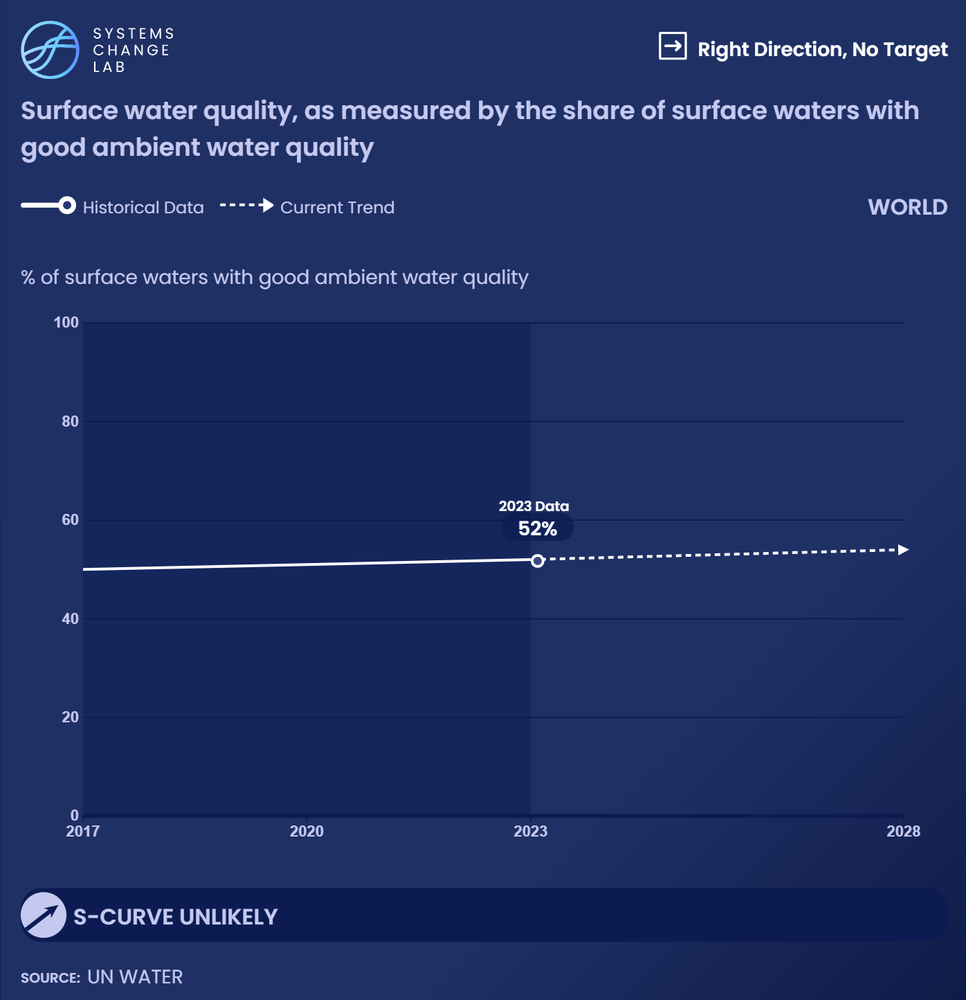 SYSTEMS
CHANGE
LAB
Right Direction, No Target
Surface water quality, as measured by the share of surface waters with
good ambient water quality
Historical Data
Current Trend
WORLD
% of surface waters with good ambient water quality
100
80
60
40
20
0
2023 Data
52%
2017
2020
2023
2028
S-CURVE UNLIKELY
SOURCE: UN WATER